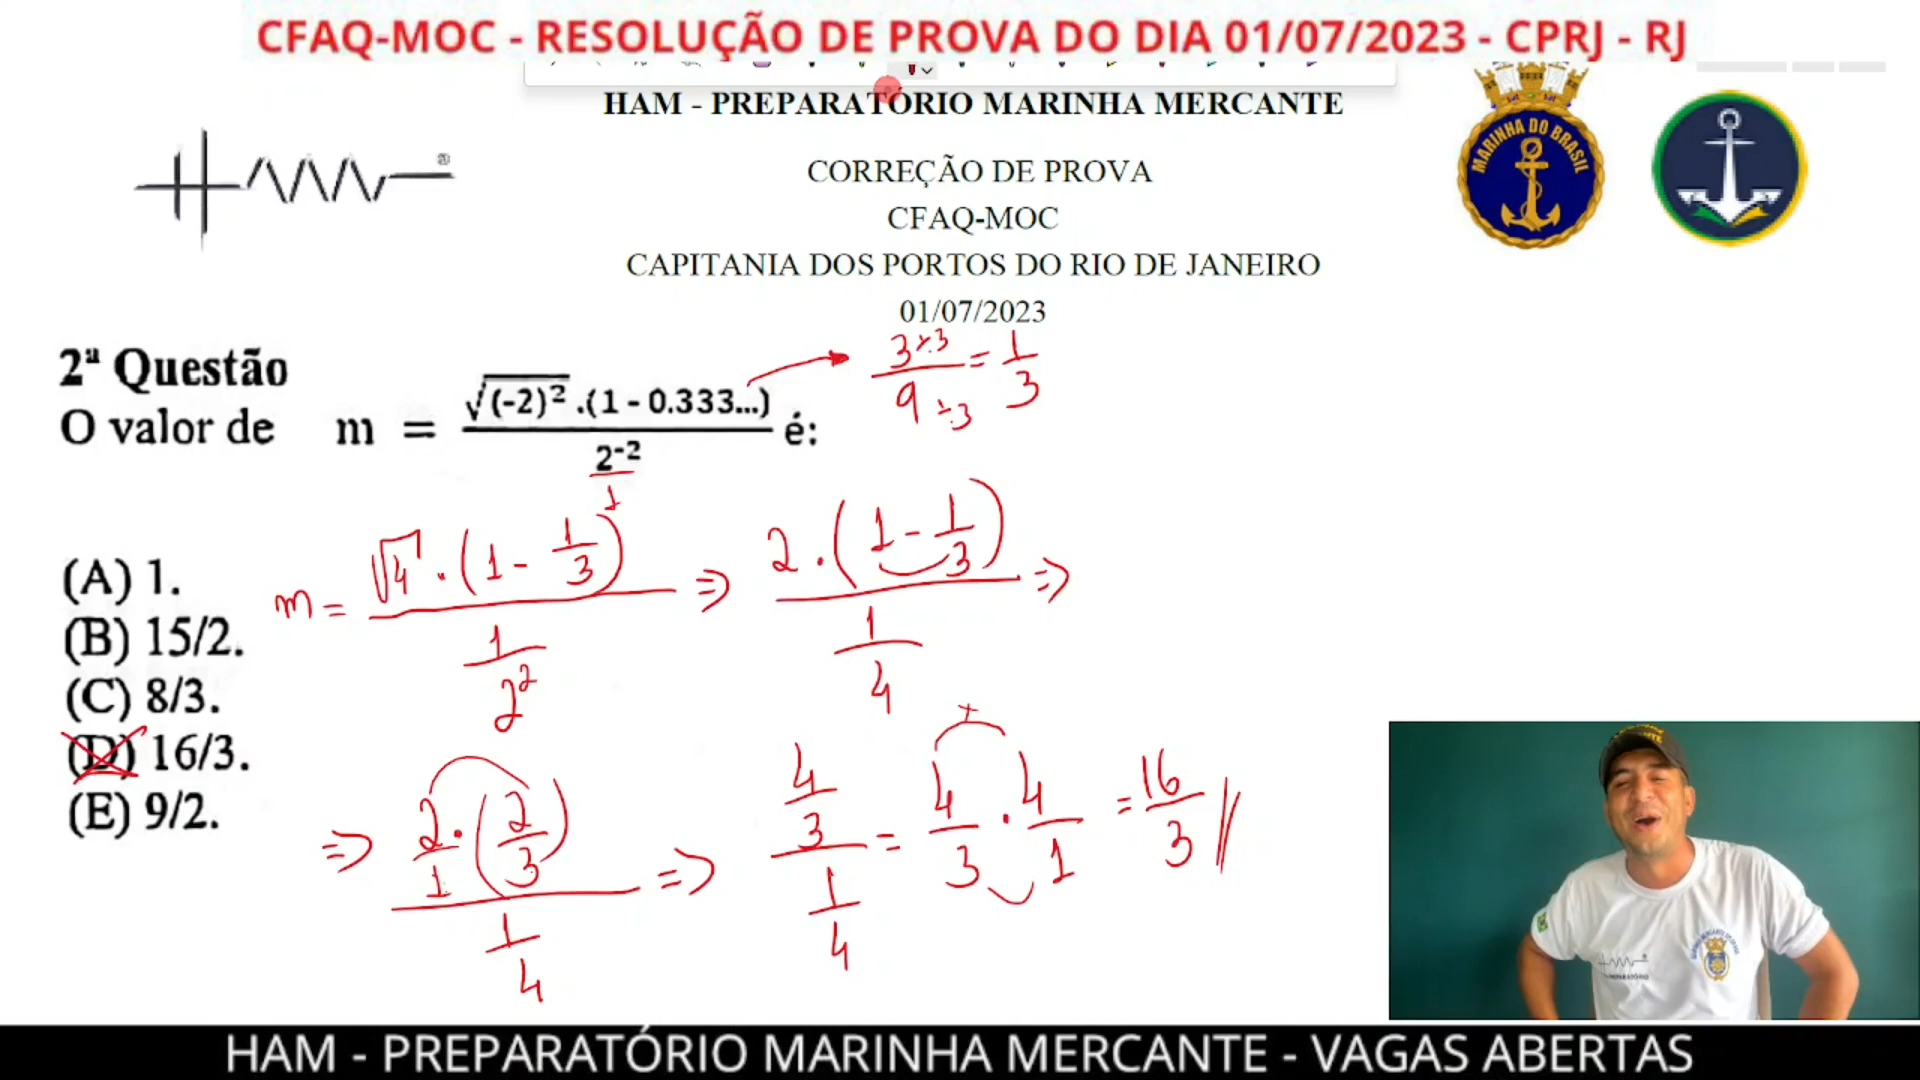 CFAQ-MOC - RESOLUÇÃO DE PROVA DO DIA 01/07/2023 - CPRJ - RJ
HAM - PREPARATÓRIO MARINHA MERCANTE
CORREÇÃO DE PROVA
CFAQ-MOC
CAPITANIA DOS PORTOS DO RIO DE JANEIRO
01/07/2023
MARINHA DO BRASIL
2ª Questão
O valor de m = √(-2)² .(1 - 0.333...) / 2⁻² é:
3÷3 / 9÷3 = 1/3
1
(A) 1.
(B) 15/2.
(C) 8/3.
(D) 16/3.
(E) 9/2.
m = √4 · (1 - 1/3) / 1/2² ⇒ 2 · (1 - 1/3) / 1/4 ⇒
⇒ 2/1 · (2/3) / 1/4 ⇒ 4/3 / 1/4 = 4/3 · 4/1 = 16/3 //
HAM - PREPARATÓRIO MARINHA MERCANTE - VAGAS ABERTAS